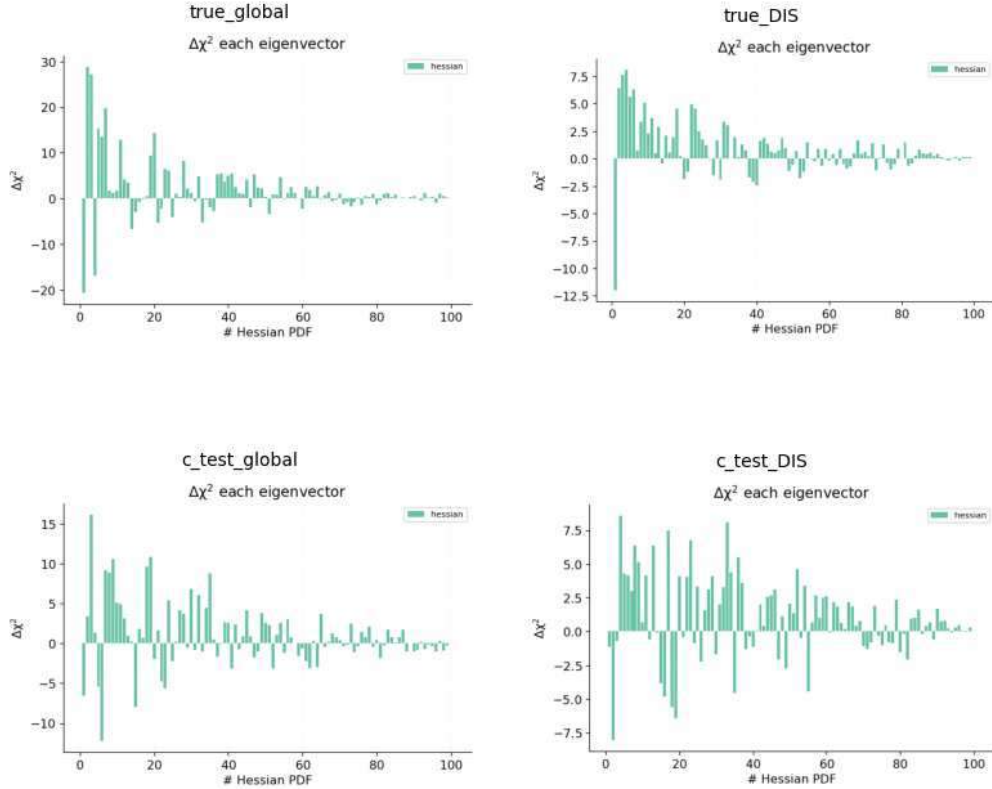 true_global
Δχ² each eigenvector
hessian
30
20
10
0
−10
−20
Δχ²
0 20 40 60 80 100
# Hessian PDF
true_DIS
Δχ² each eigenvector
hessian
7.5
5.0
2.5
0.0
−2.5
−5.0
−7.5
−10.0
−12.5
Δχ²
0 20 40 60 80 100
# Hessian PDF
c_test_global
Δχ² each eigenvector
hessian
15
10
5
0
−5
−10
Δχ²
0 20 40 60 80 100
# Hessian PDF
c_test_DIS
Δχ² each eigenvector
hessian
7.5
5.0
2.5
0.0
−2.5
−5.0
−7.5
Δχ²
0 20 40 60 80 100
# Hessian PDF